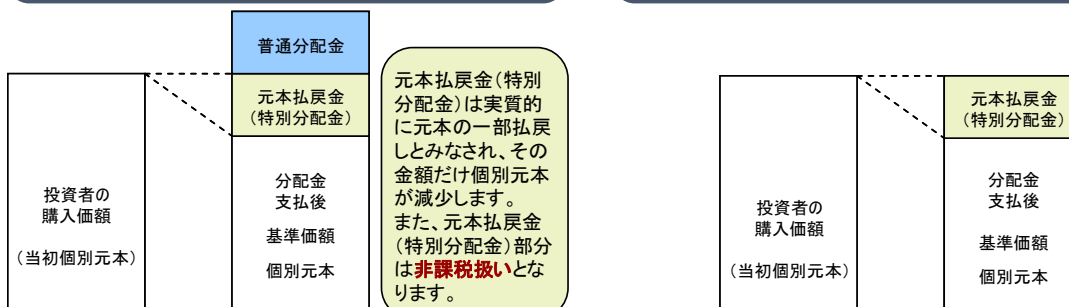 普通分配金
元本払戻金
(特別分配金)
投資者の
購入価額
(当初個別元本)
分配金
支払後
基準価額
個別元本
元本払戻金(特別
分配金)は実質的
に元本の一部払戻
しとみなされ、その
金額だけ個別元本
が減少します。
また、元本払戻金
(特別分配金)部分
は非課税扱いとな
ります。
元本払戻金
(特別分配金)
投資者の
購入価額
(当初個別元本)
分配金
支払後
基準価額
個別元本